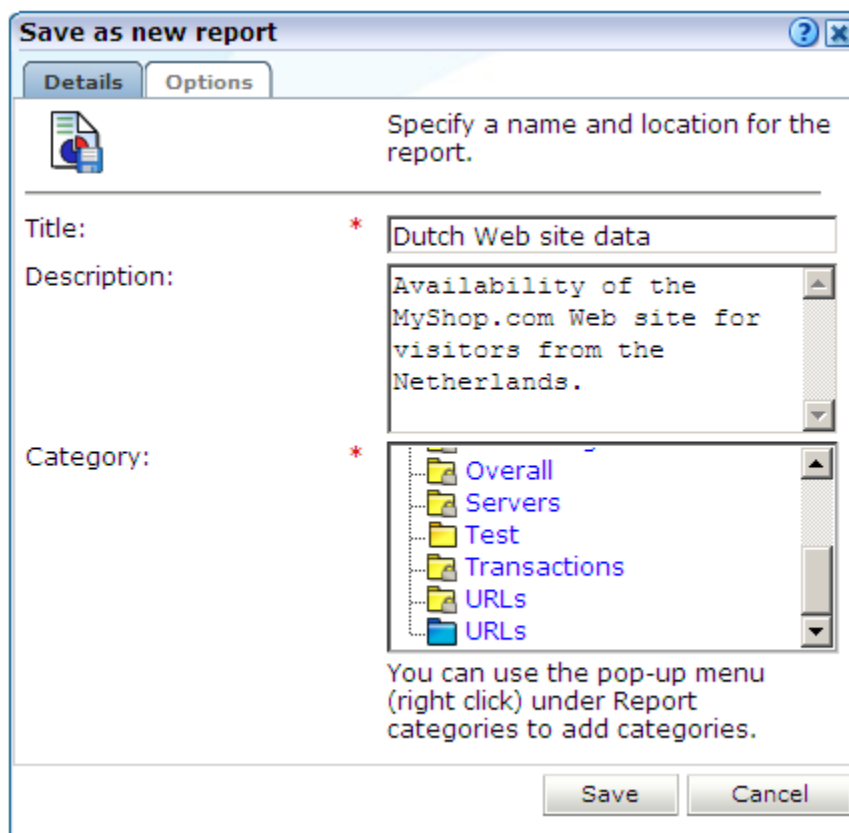 Save as new report
?
Details Options
Specify a name and location for the
report.
Title: * Dutch Web site data
Description:
Availability of the
MyShop.com Web site for
visitors from the
Netherlands.
Category: *
Overall
Servers
Test
Transactions
URLs
URLs
You can use the pop-up menu
(right click) under Report
categories to add categories.
Save Cancel